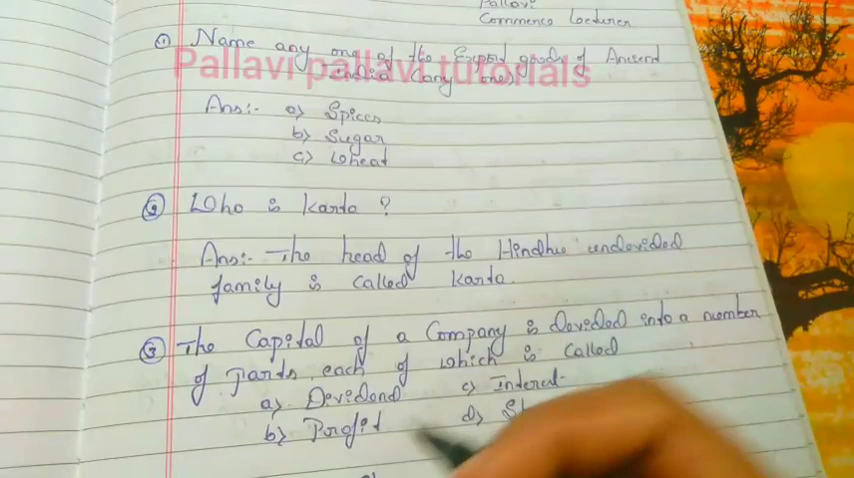 Pallavi
Commerce Lecturer
① Name any one of the Export goods of Ancient
India (any one)
Pallavi pallavi tutorials
Ans:- a) Spices
b) Sugar
c) Wheat
② Who is Karta ?
Ans:- The head of the Hindhu undevided
family is called Karta.
③ The Capital of a Company is devided into a number
of parts each of which is called
a) Devidend c) Interest
b) Profit d)